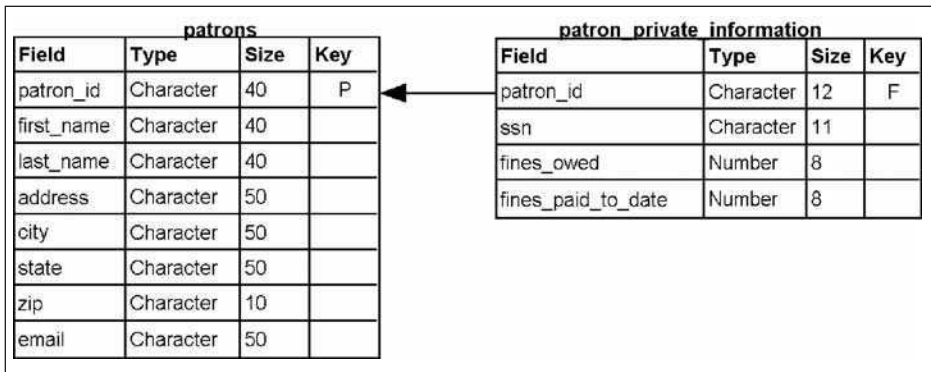 patrons
Field Type Size Key
patron_id Character 40 P
first_name Character 40
last_name Character 40
address Character 50
city Character 50
state Character 50
zip Character 10
email Character 50
patron_private_information
Field Type Size Key
patron_id Character 12 F
ssn Character 11
fines_owed Number 8
fines_paid_to_date Number 8